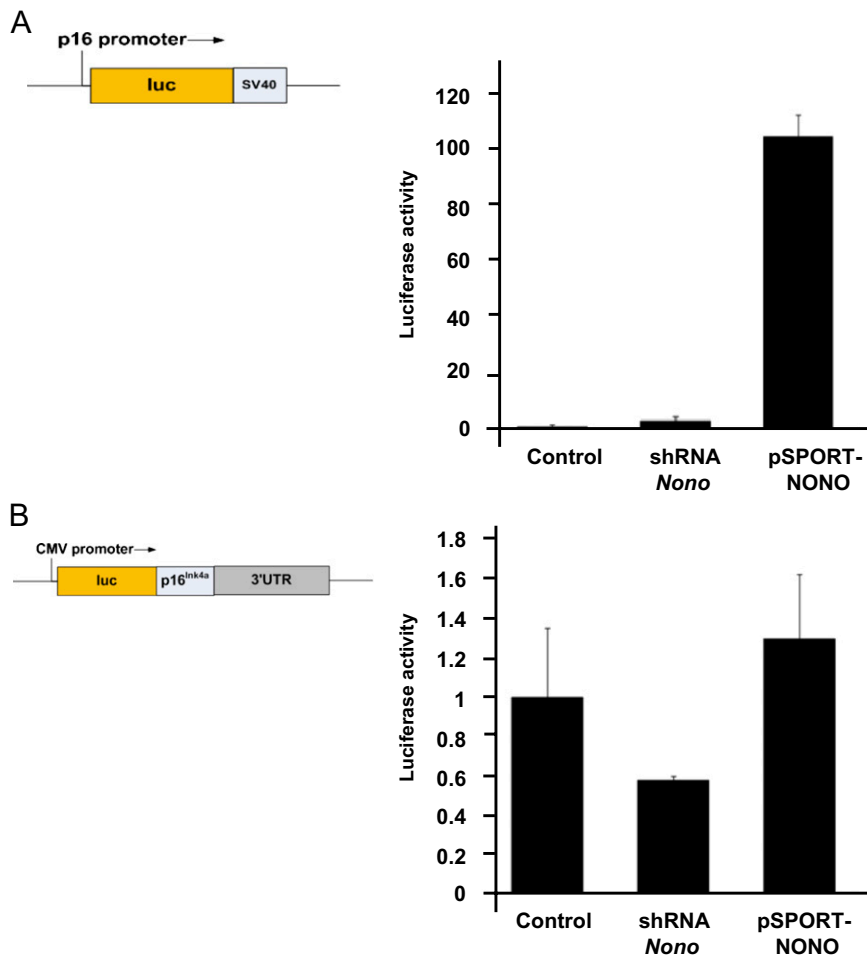 A
p16 promoter
luc
SV40
120
100
80
60
40
20
0
Luciferase activity
Control
shRNA
Nono
pSPORT-
NONO
B
CMV promoter
luc
p16Ink4a
3'UTR
1.8
1.6
1.4
1.2
1
0.8
0.6
0.4
0.2
0
Luciferase activity
Control
shRNA
Nono
pSPORT-
NONO